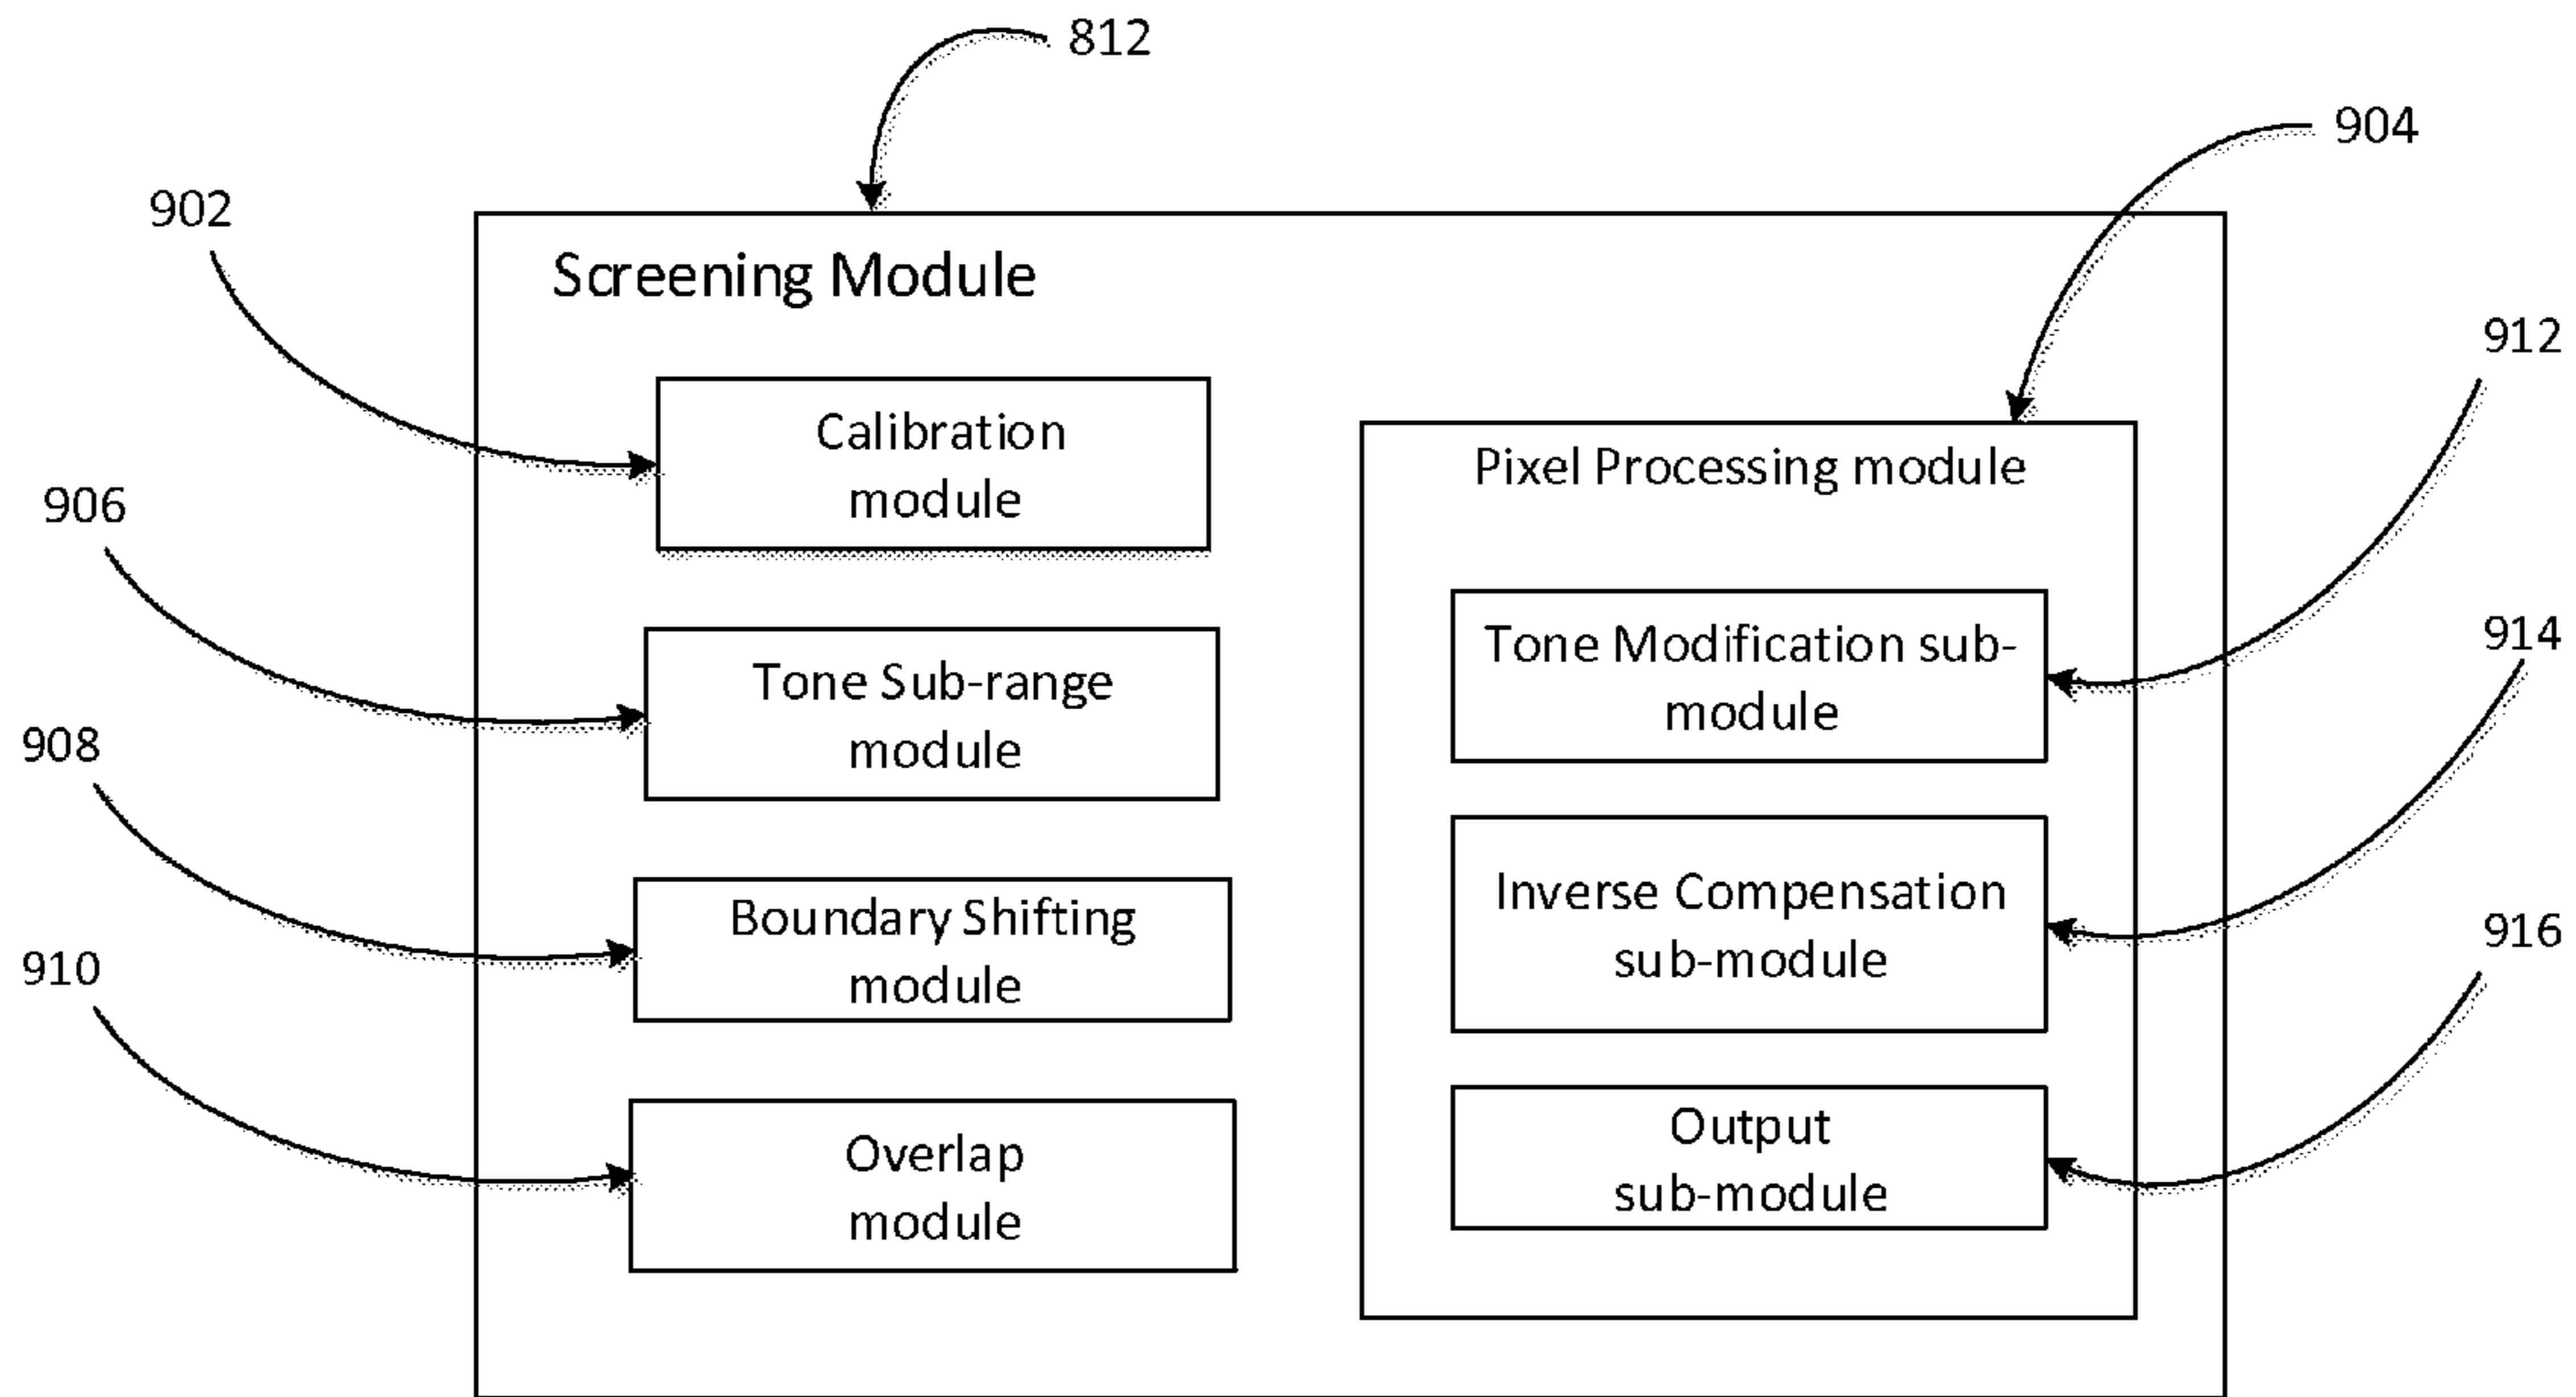 812
904
902
Screening Module
912
Calibration
module
Pixel Processing module
906
Tone Sub-range
module
Tone Modification sub-
module
914
908
Boundary Shifting
module
Inverse Compensation
sub-module
916
910
Overlap
module
Output
sub-module